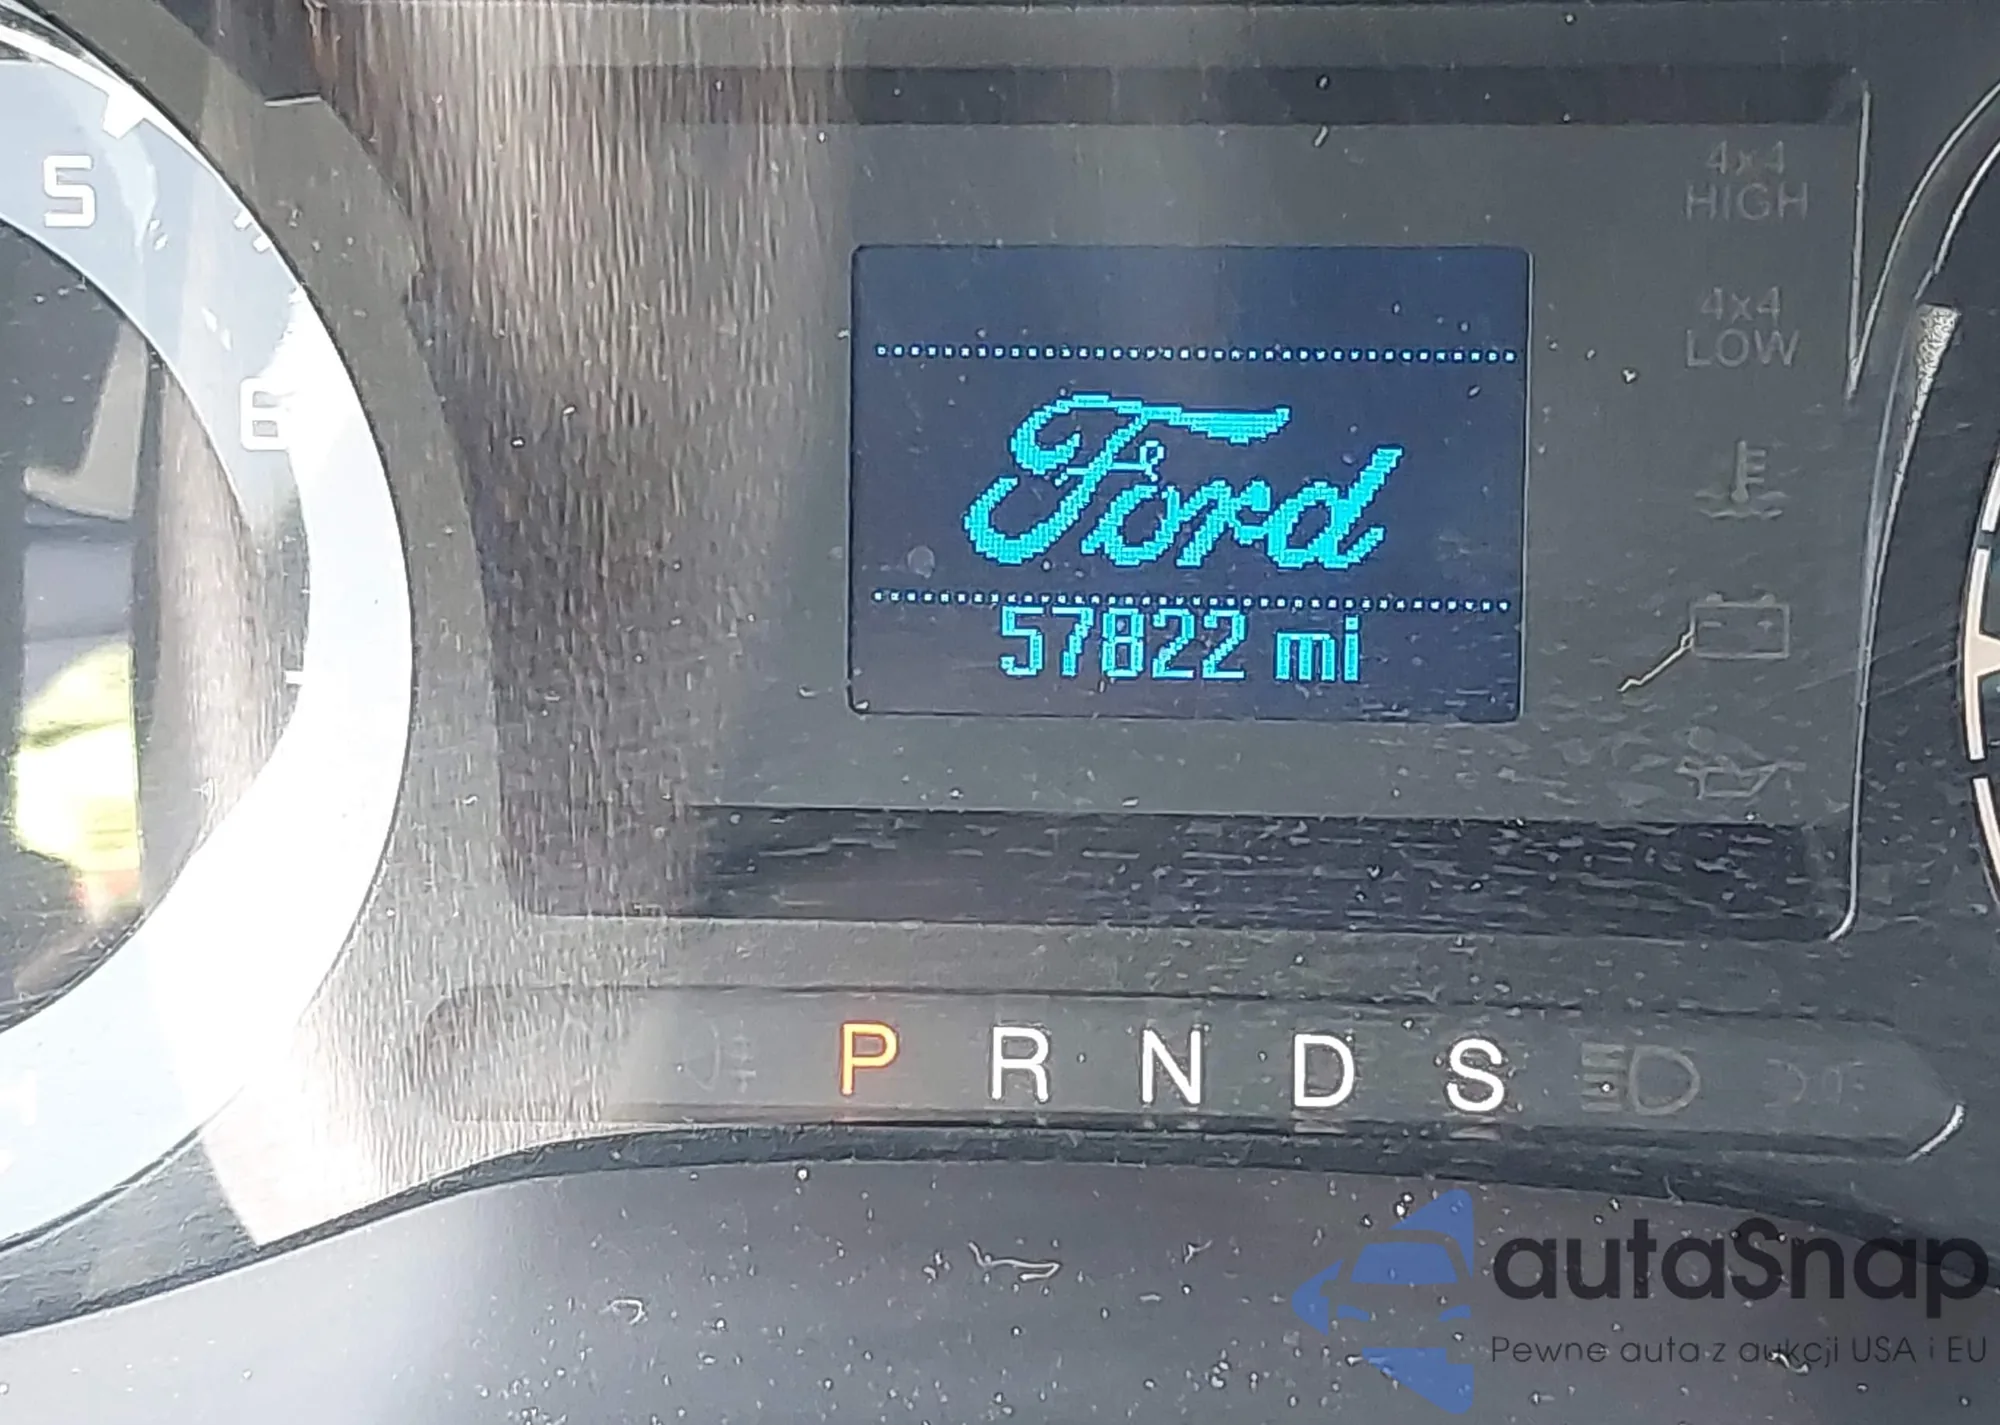 5
6
4x4
HIGH
4x4
LOW
Ford
57822 mi
P R N D S
autaSnap
Pewne auta z aukcji USA i EU